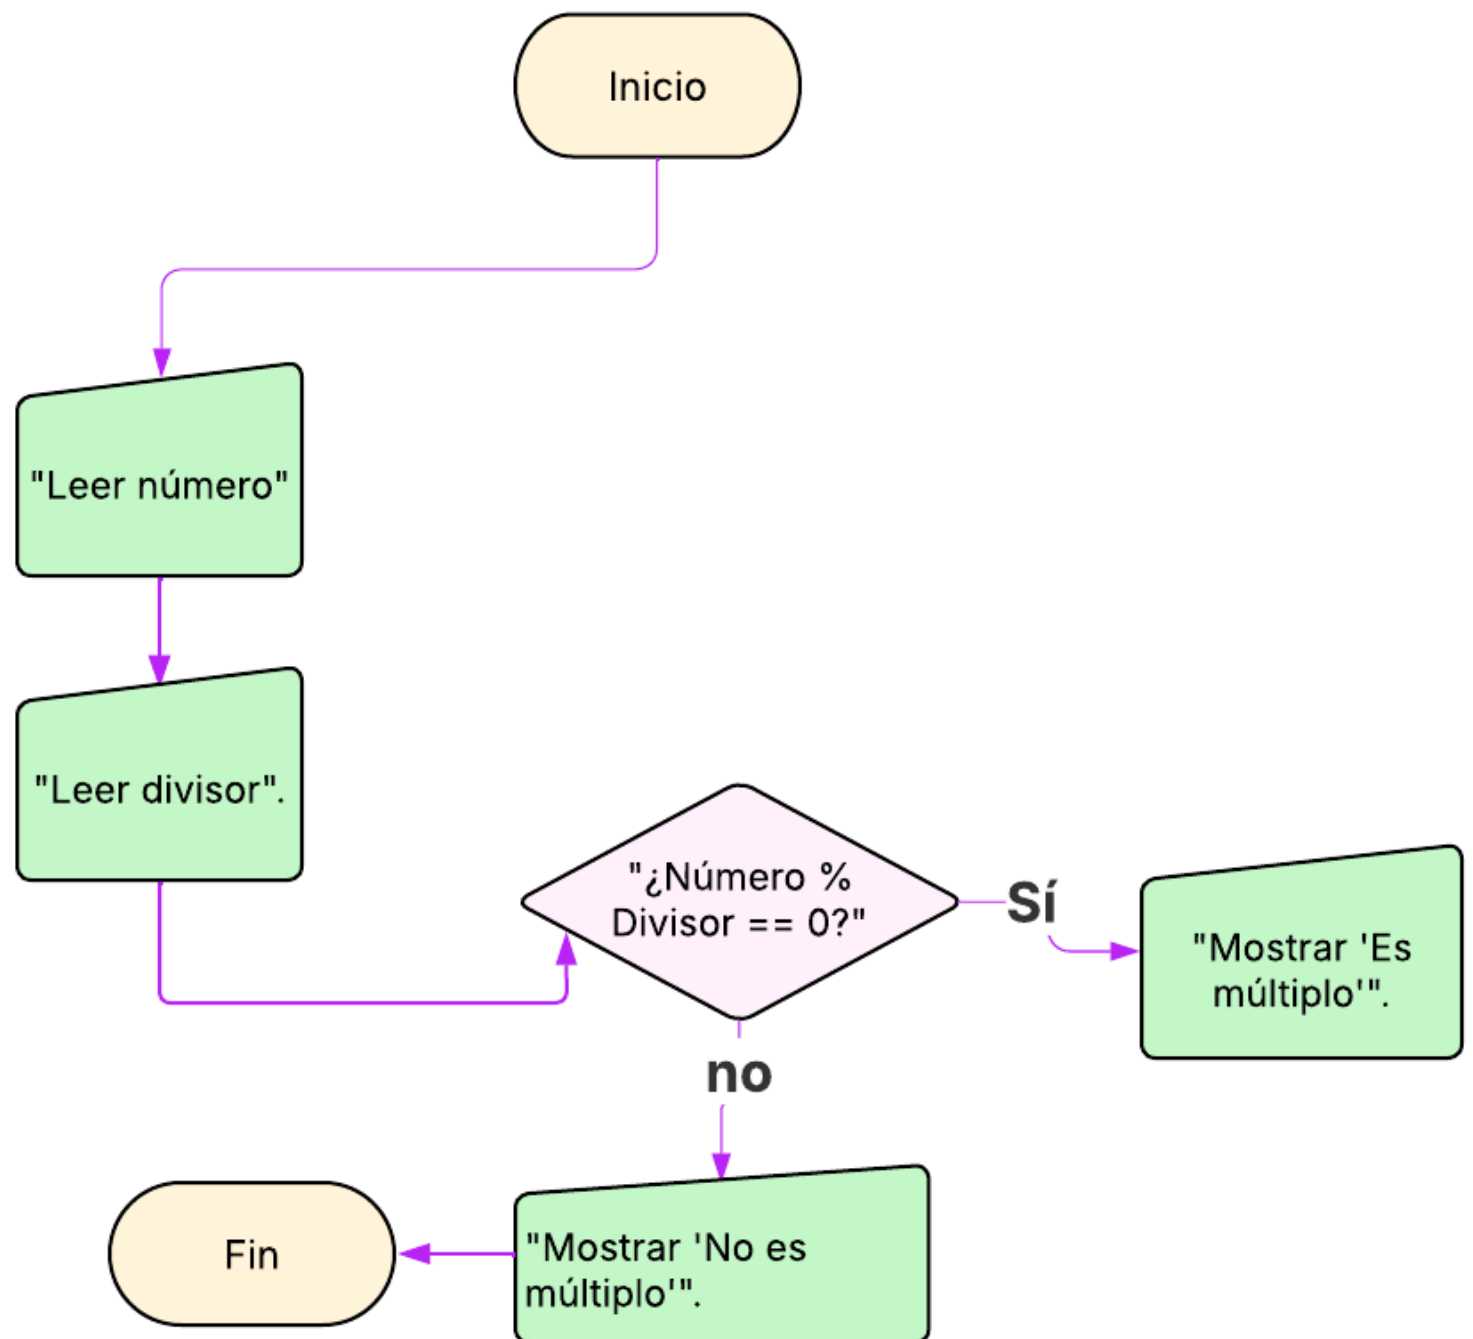 Inicio
"Leer número"
"Leer divisor".
"¿Número %
Divisor == 0?"
Sí
"Mostrar 'Es
múltiplo'".
no
"Mostrar 'No es
múltiplo'".
Fin